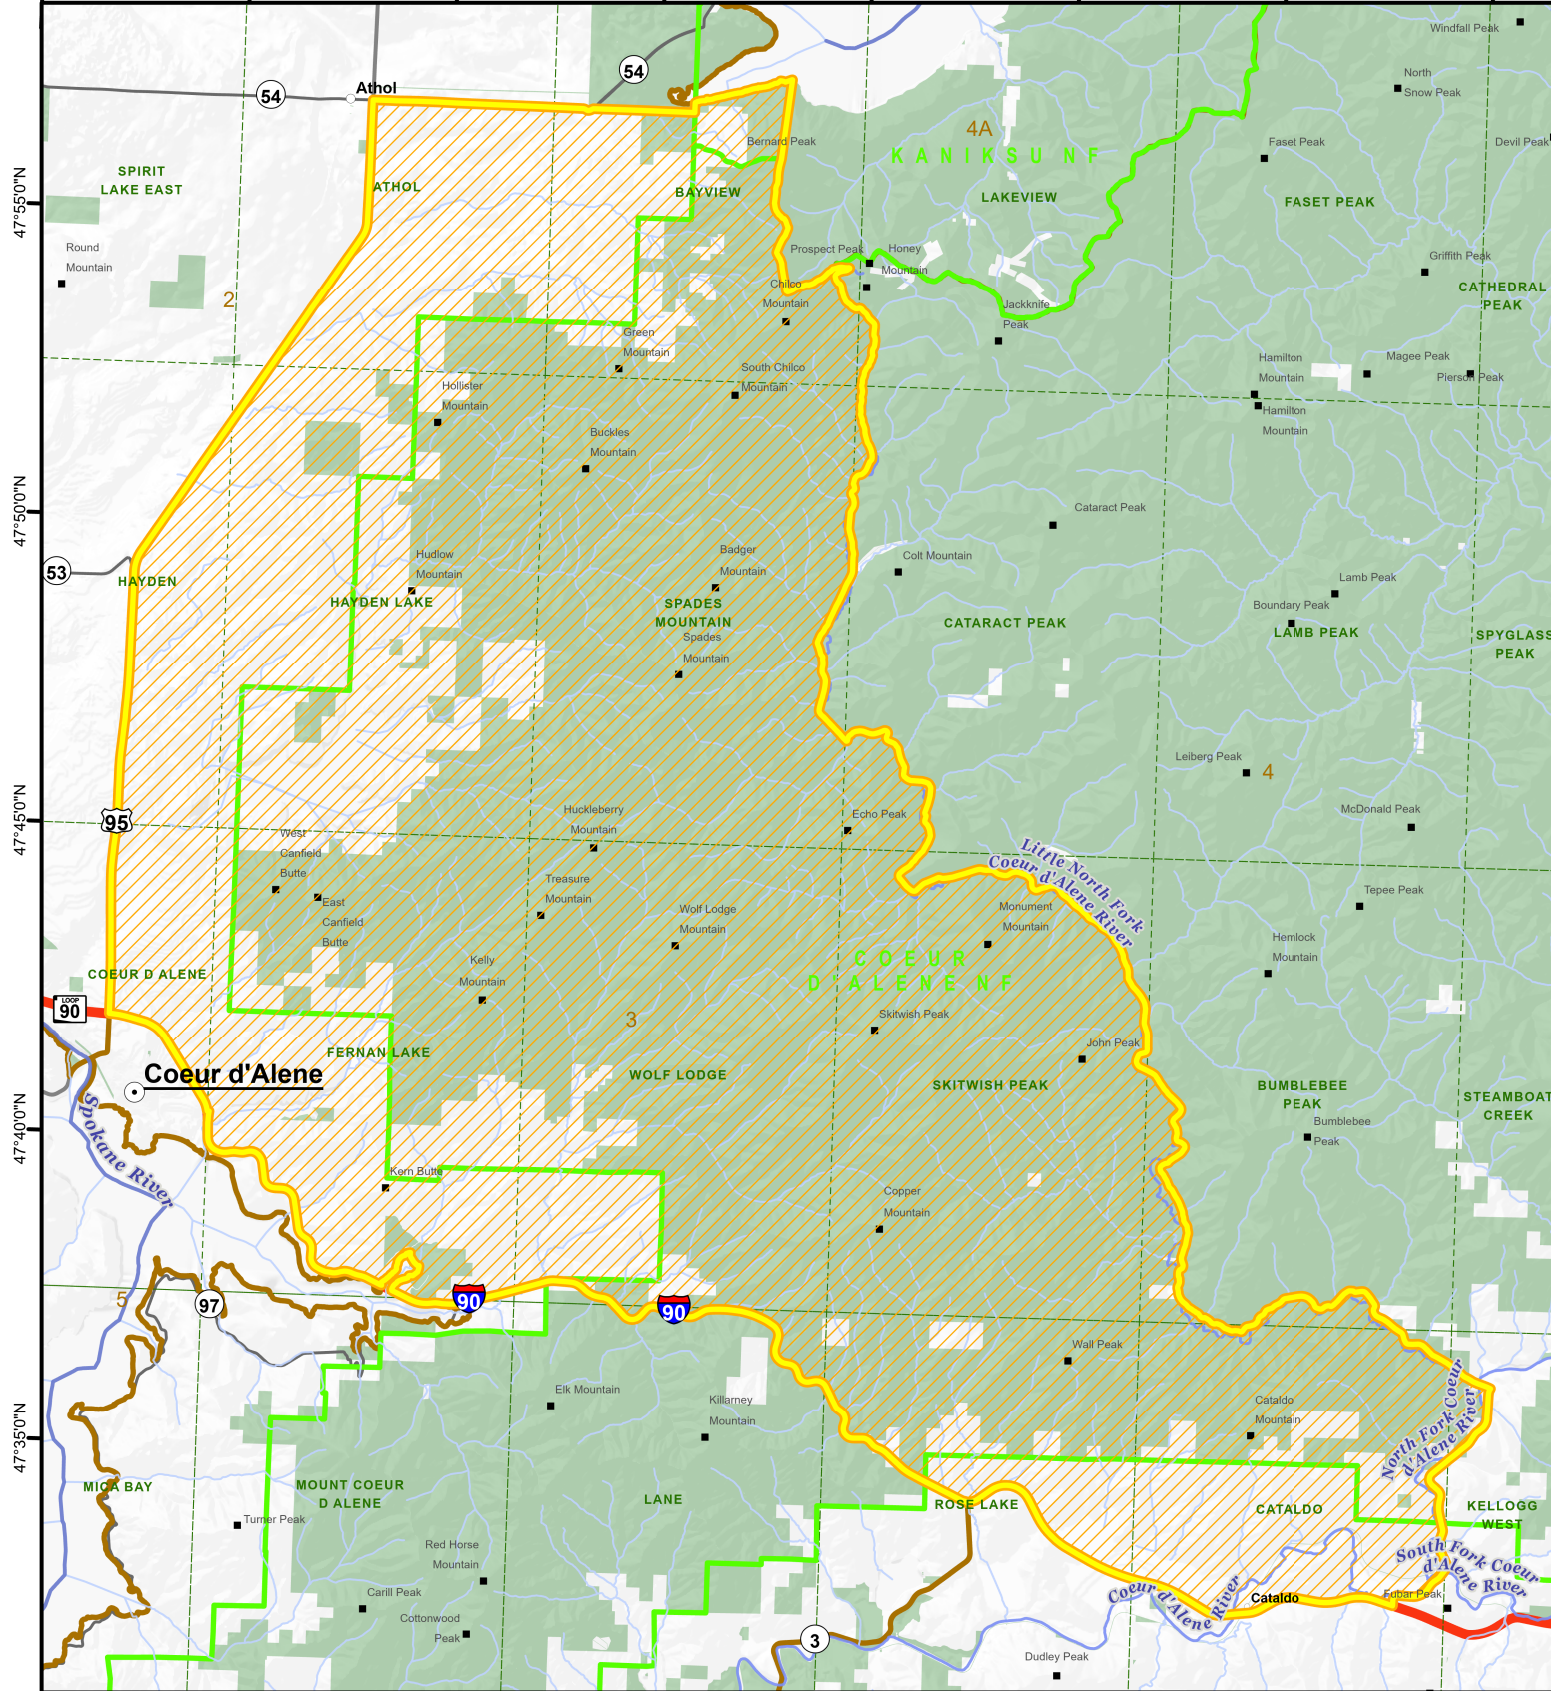 Windfall Peak
North
Snow Peak
54
54
Athol
4A
KANIKSU NF
Bernard Peak
Faset Peak
Devil Peak
SPIRIT
LAKE EAST
ATHOL
BAYVIEW
LAKEVIEW
FASET PEAK
47°55'0"N
Round
Mountain
Prospect Peak
Honey
Mountain
Griffith Peak
2
Chilco
Mountain
CATHEDRAL
PEAK
Jackknife
Peak
Green
Mountain
South Chilco
Mountain
Hamilton
Mountain
Magee Peak
Pierson Peak
Hollister
Mountain
Hamilton
Mountain
Buckles
Mountain
47°50'0"N
Cataract Peak
53
HAYDEN
Hudlow
Mountain
Badger
Mountain
Colt Mountain
Lamb Peak
HAYDEN LAKE
SPADES
MOUNTAIN
Boundary Peak
CATARACT PEAK
LAMB PEAK
SPYGLASS
PEAK
Spades
Mountain
Leiberg Peak
4
47°45'0"N
95
Huckleberry
Mountain
Echo Peak
McDonald Peak
West
Canfield
Butte
Little North Fork
Coeur d'Alene River
East
Canfield
Butte
Treasure
Mountain
Wolf Lodge
Mountain
Monument
Mountain
Tepee Peak
Hemlock
Mountain
COEUR D ALENE
Kelly
Mountain
COEUR
D'ALENE NF
LOOP
90
3
Skitwish Peak
John Peak
FERNAN LAKE
WOLF LODGE
SKITWISH PEAK
BUMBLEBEE
PEAK
STEAMBOAT
CREEK
Coeur d'Alene
Bumblebee
Peak
47°40'0"N
Spokane River
Kern Butte
Copper
Mountain
5
97
90
90
Wall Peak
Elk Mountain
Killarney
Mountain
Cataldo
Mountain
North Fork Coeur
d'Alene River
47°35'0"N
MICA BAY
MOUNT COEUR
D ALENE
LANE
ROSE LAKE
CATALDO
KELLOGG
WEST
Turner Peak
Red Horse
Mountain
South Fork Coeur
d'Alene River
Carill Peak
Cottonwood
Peak
Coeur d'Alene River
Cataldo
Fubar Peak
3
Dudley Peak